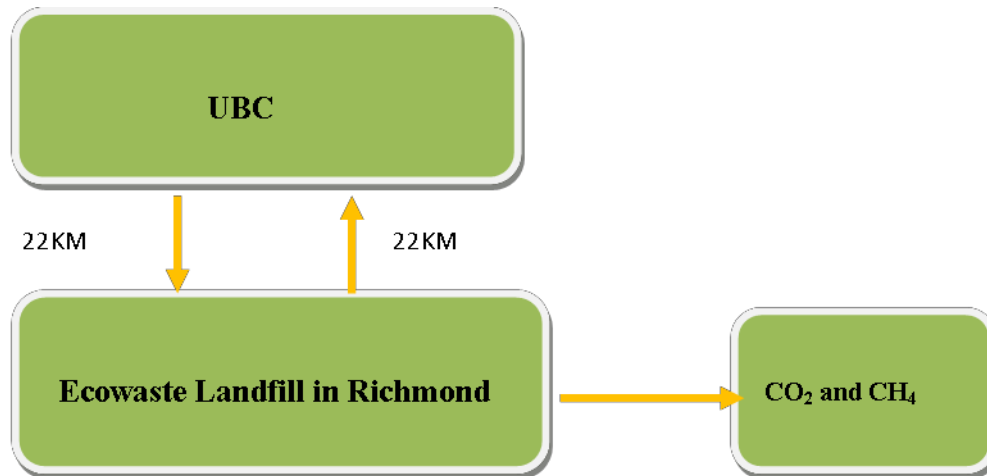 UBC
22KM
22KM
Ecowaste Landfill in Richmond
CO₂ and CH₄